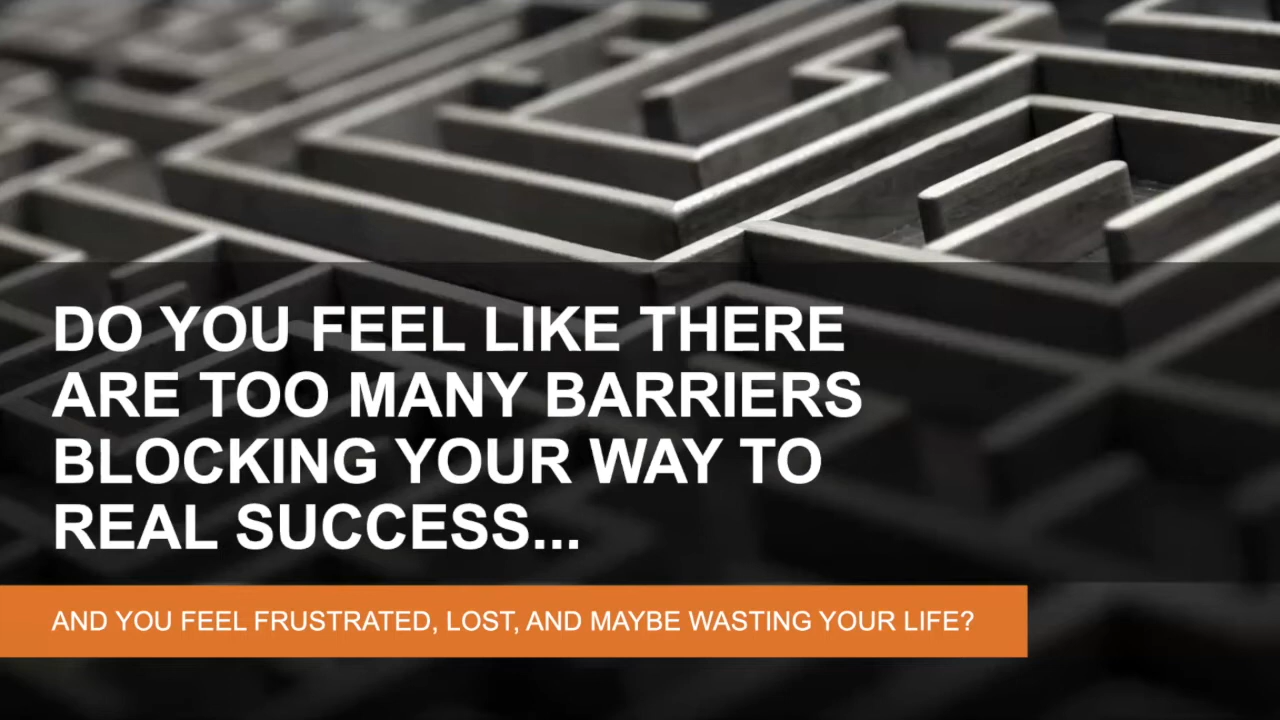 DO YOU FEEL LIKE THERE
ARE TOO MANY BARRIERS
BLOCKING YOUR WAY TO
REAL SUCCESS...
AND YOU FEEL FRUSTRATED, LOST, AND MAYBE WASTING YOUR LIFE?